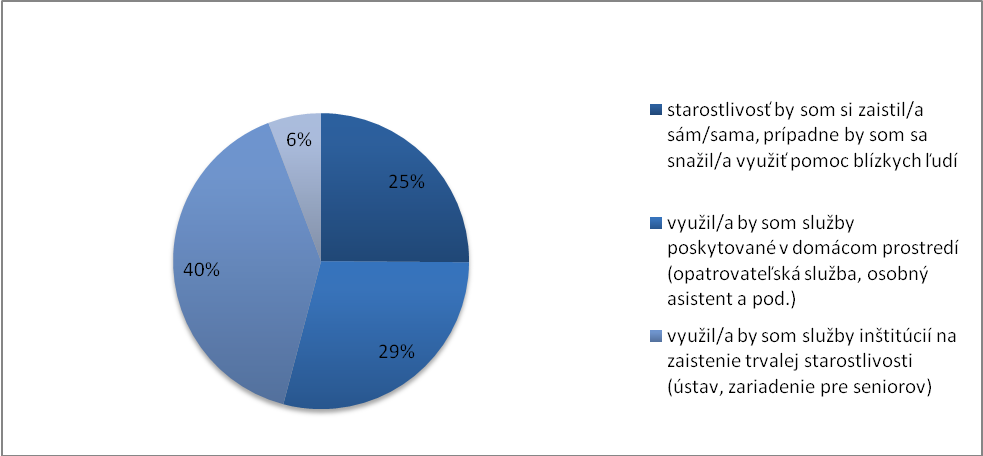 6%
25%
40%
29%
starostlivosť by som si zaistil/a
sám/sama, prípadne by som sa
snažil/a využiť pomoc blízkych ľudí
využil/a by som služby
poskytované v domácom prostredí
(opatrovateľská služba, osobný
asistent a pod.)
využil/a by som služby inštitúcií na
zaistenie trvalej starostlivosti
(ústav, zariadenie pre seniorov)